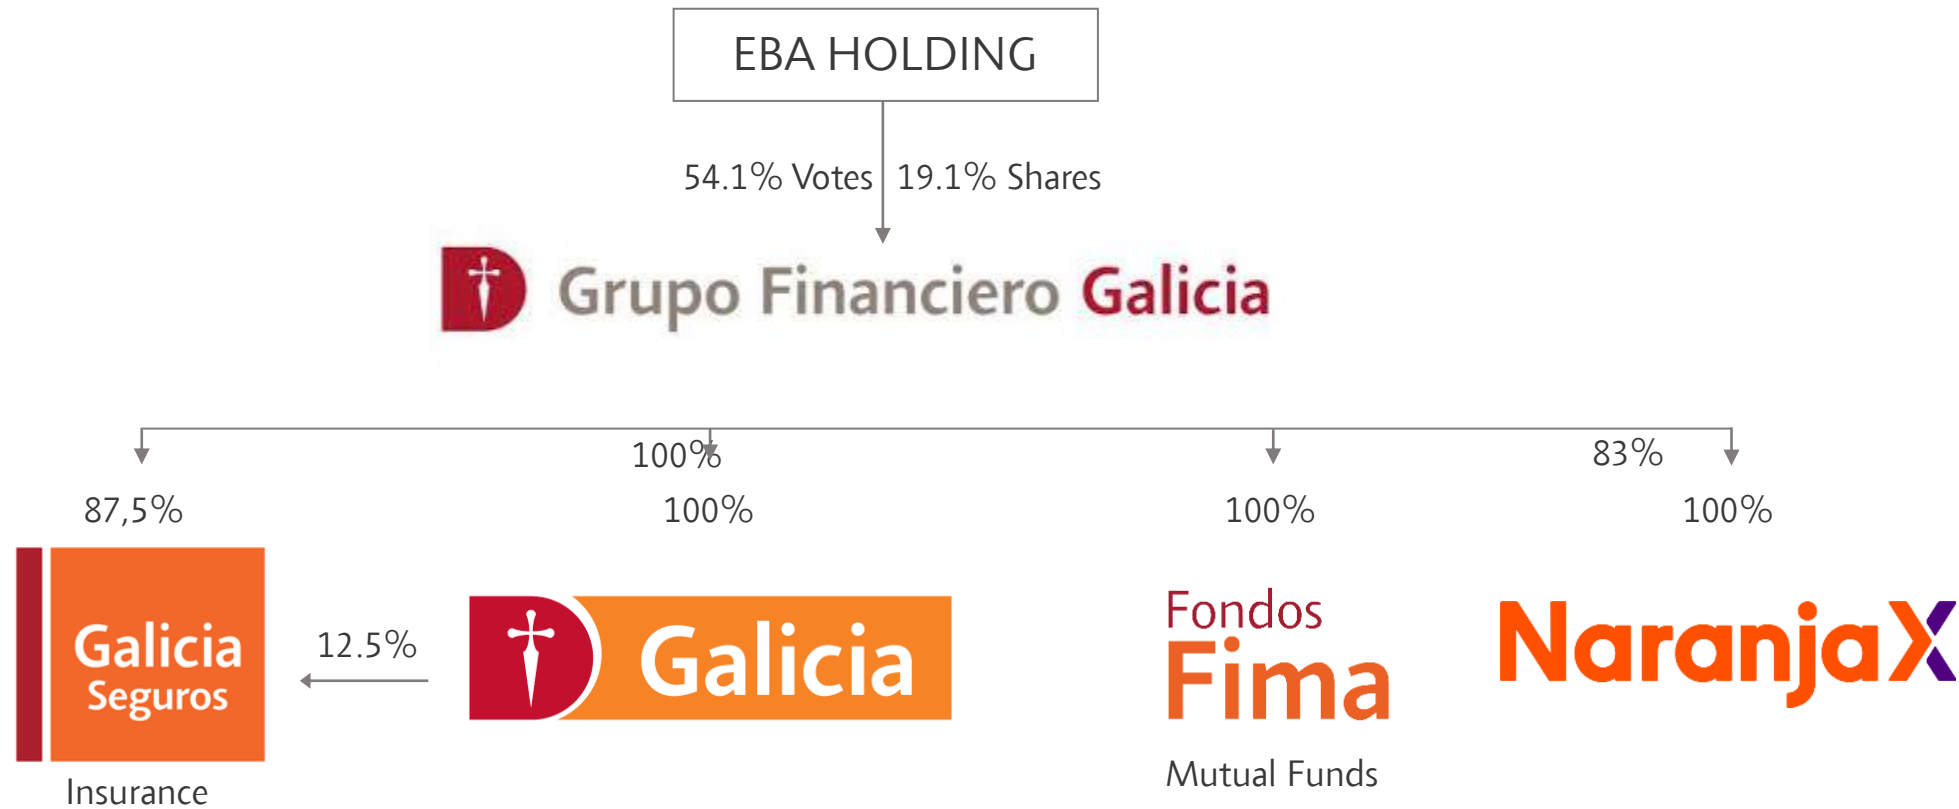 EBA HOLDING
54.1% Votes 19.1% Shares
Grupo Financiero Galicia
100%
83%
87,5%
100%
100%
100%
Galicia
Seguros
12.5%
Galicia
Fondos
Fima
NaranjaX
Mutual Funds
Insurance